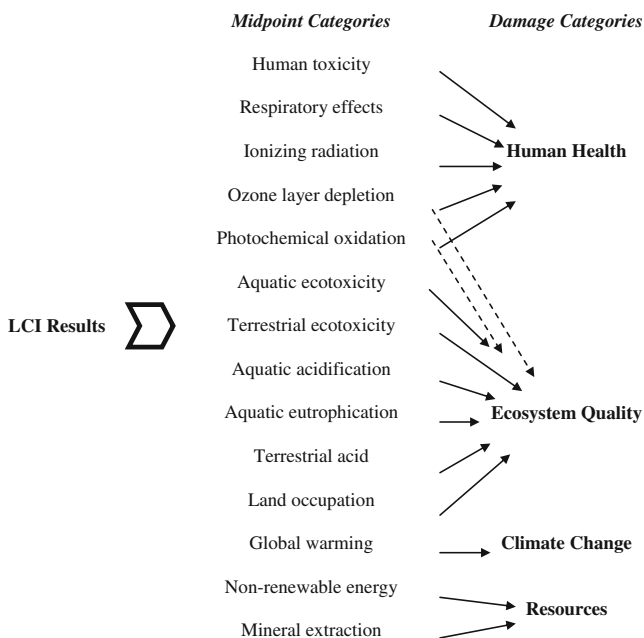 Midpoint Categories Damage Categories
Human toxicity
Respiratory effects
Ionizing radiation Human Health
Ozone layer depletion
Photochemical oxidation
Aquatic ecotoxicity
LCI Results Terrestrial ecotoxicity
Aquatic acidification
Aquatic eutrophication Ecosystem Quality
Terrestrial acid
Land occupation
Global warming Climate Change
Non-renewable energy
Resources
Mineral extraction